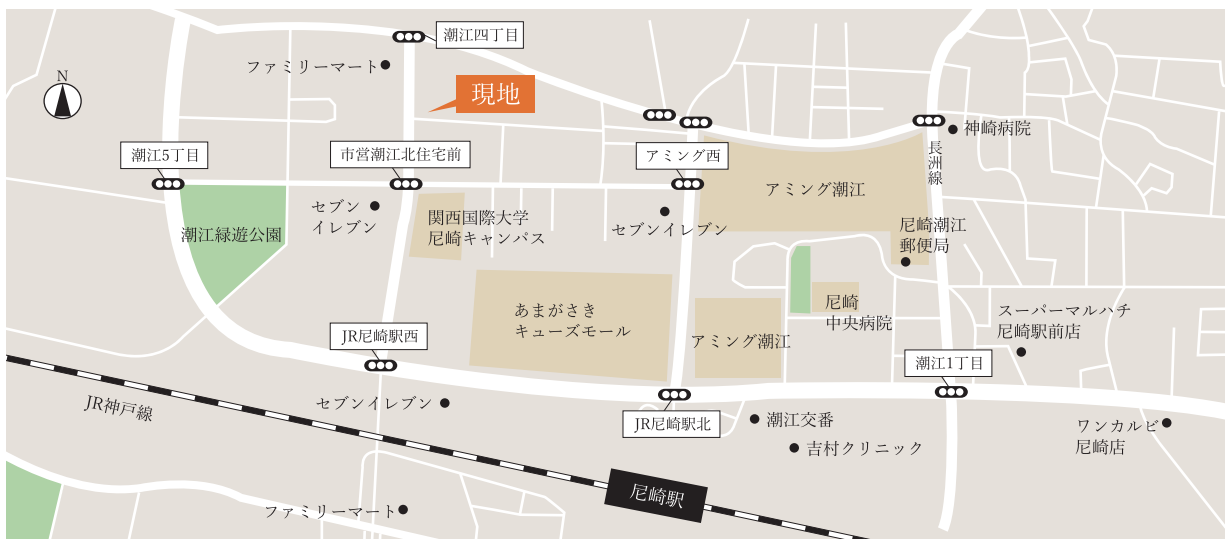 潮江四丁目
ファミリーマート
N
現地
神崎病院
潮江5丁目
市営潮江北住宅前
アミング西
長洲線
アミング潮江
セブン
イレブン
関西国際大学
尼崎キャンパス
セブンイレブン
潮江緑遊公園
尼崎潮江
郵便局
あまがさき
キューズモール
尼崎
中央病院
スーパーマルハチ
尼崎駅前店
JR尼崎駅西
アミング潮江
潮江1丁目
JR神戸線
セブンイレブン
JR尼崎駅北
潮江交番
ワンカルビ
尼崎店
吉村クリニック
尼崎駅
ファミリーマート